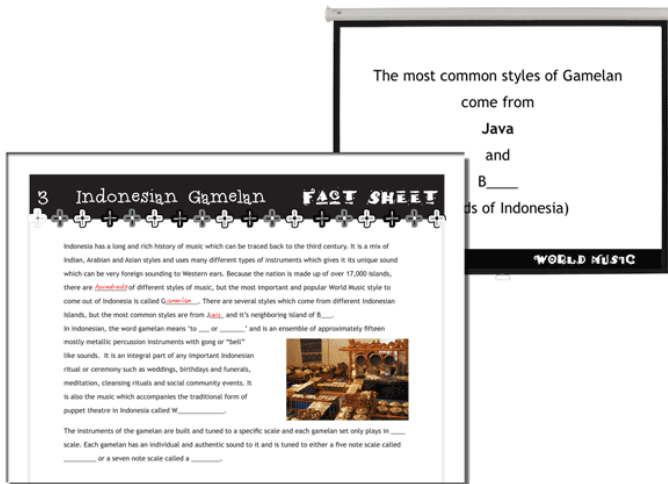 The most common styles of Gamelan
come from
Java
and
B____
ds of Indonesia)
WORLD MUSIC
3 Indonesian Gamelan FACT SHEET
Indonesia has a long and rich history of music which can be traced back to the third century. It is a mix of
Indian, Arabian and Asian styles and uses many different types of instruments which gives it its unique sound
which can be very foreign sounding to Western ears. Because the nation is made up of over 17,000 islands,
there are hundreds of different styles of music, but the most important and popular World Music style to
come out of Indonesia is called Gamelan__. There are several styles which come from different Indonesian
Islands, but the most common styles are from Java_ and it's neighboring island of B___.
In indonesian, the word gamelan means 'to ___ or _______' and is an ensemble of approximately fifteen
mostly metallic percussion instruments with gong or "bell"
like sounds. It is an integral part of any important Indonesian
ritual or ceremony such as weddings, birthdays and funerals,
meditation, cleansing rituals and social community events. It
is also the music which accompanies the traditional form of
puppet theatre in Indonesia called W_____________.
The instruments of the gamelan are built and tuned to a specific scale and each gamelan set only plays in ____
scale. Each gamelan has an individual and authentic sound to it and is tuned to either a five note scale called
_________ or a seven note scale called a ________.